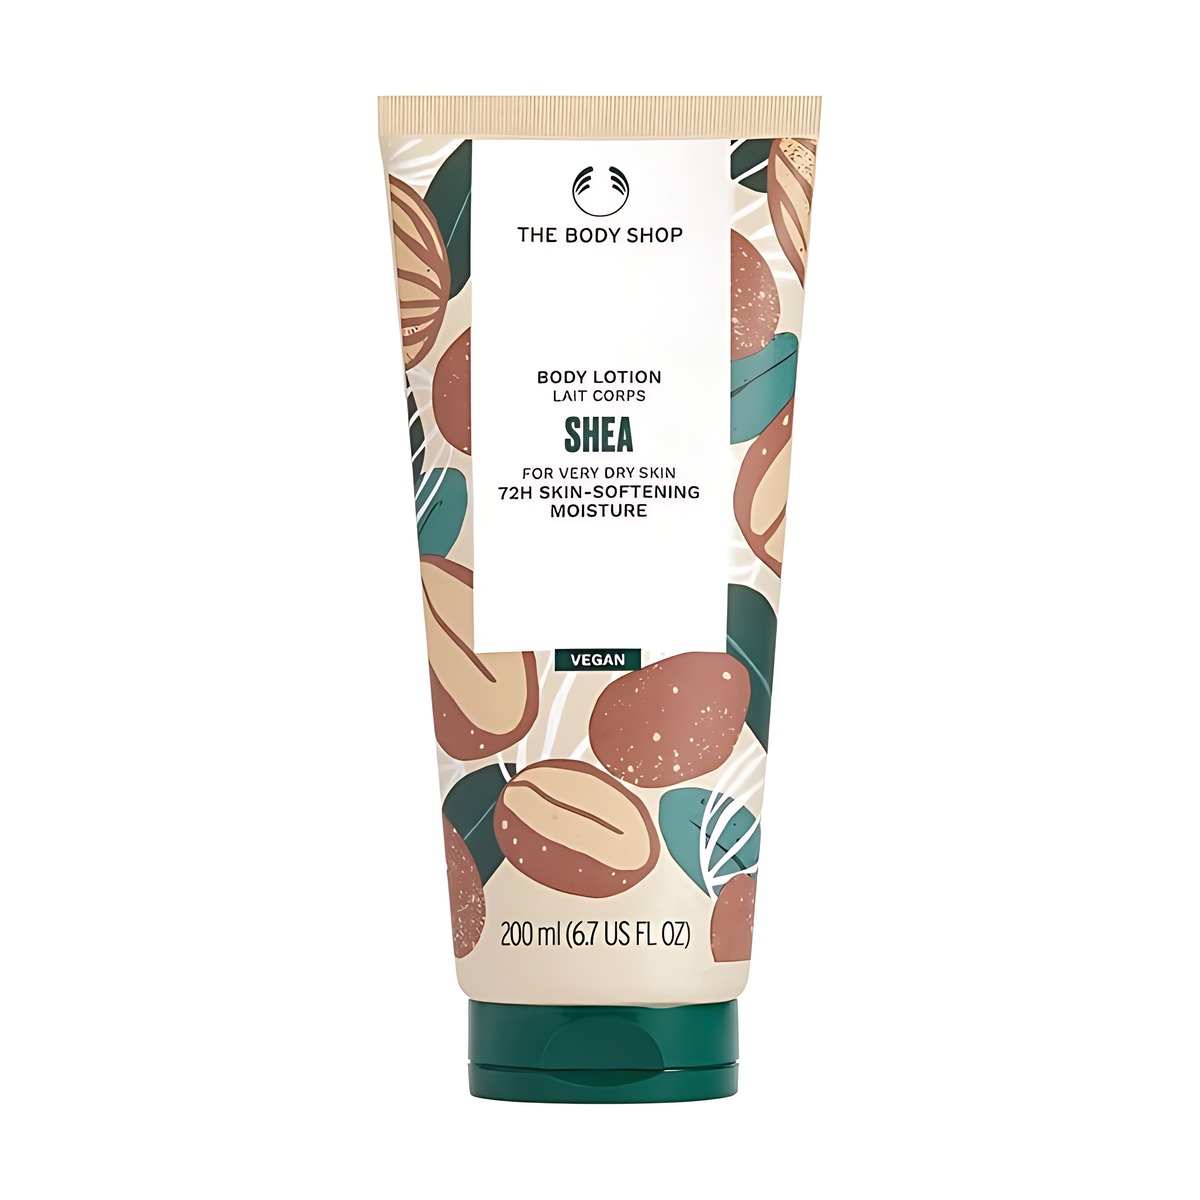 THE BODY SHOP
BODY LOTION
LAIT CORPS
SHEA
FOR VERY DRY SKIN
72H SKIN-SOFTENING
MOISTURE
VEGAN
200 ml (6.7 US FL OZ)